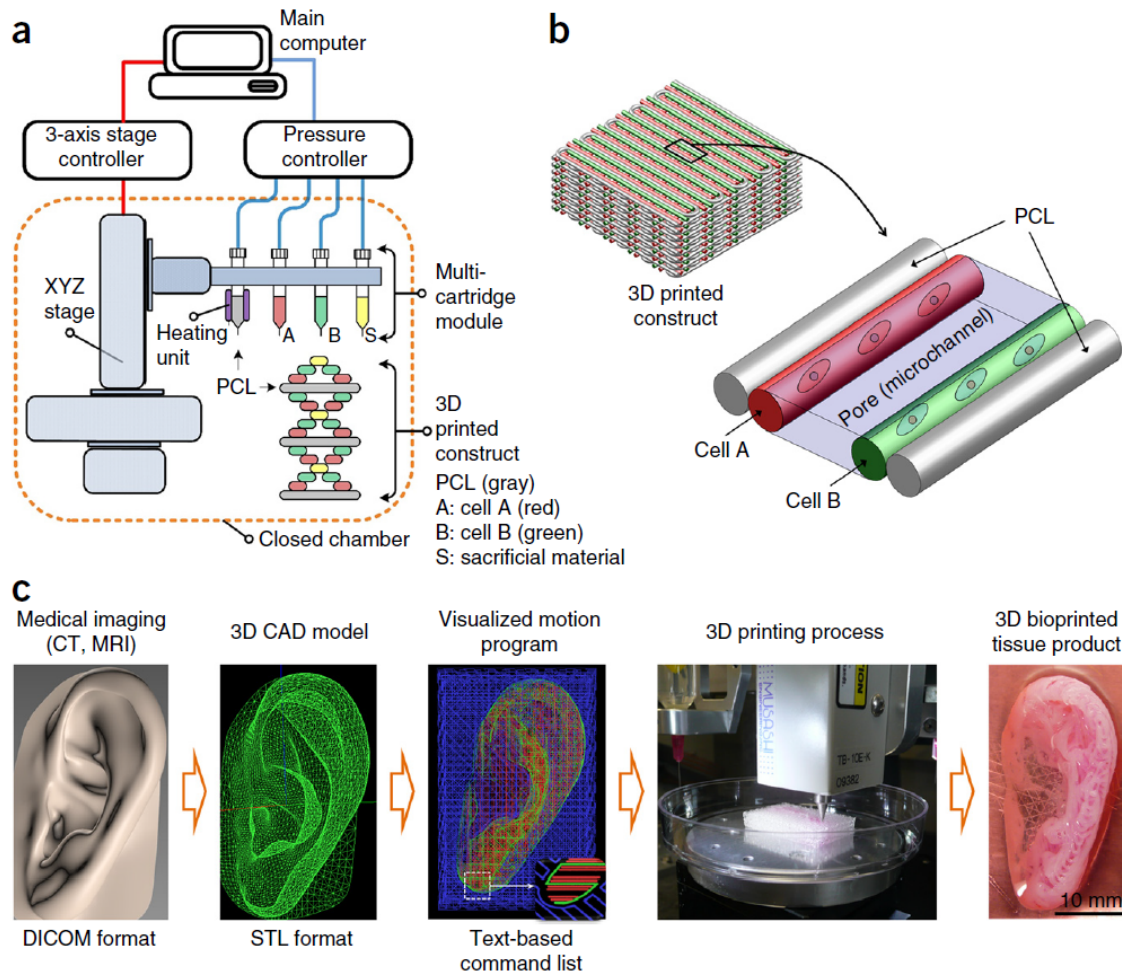 a
Main
computer
3-axis stage
controller
Pressure
controller
XYZ
stage
Heating
unit
A
B
S
Multi-
cartridge
module
PCL
3D
printed
construct
PCL (gray)
A: cell A (red)
B: cell B (green)
S: sacrificial material
Closed chamber
b
3D printed
construct
PCL
Pore (microchannel)
Cell A
Cell B
c
Medical imaging
(CT, MRI)
3D CAD model
Visualized motion
program
3D printing process
3D bioprinted
tissue product
MUSASHI
TB-10E-K
09382
10 mm
DICOM format
STL format
Text-based
command list